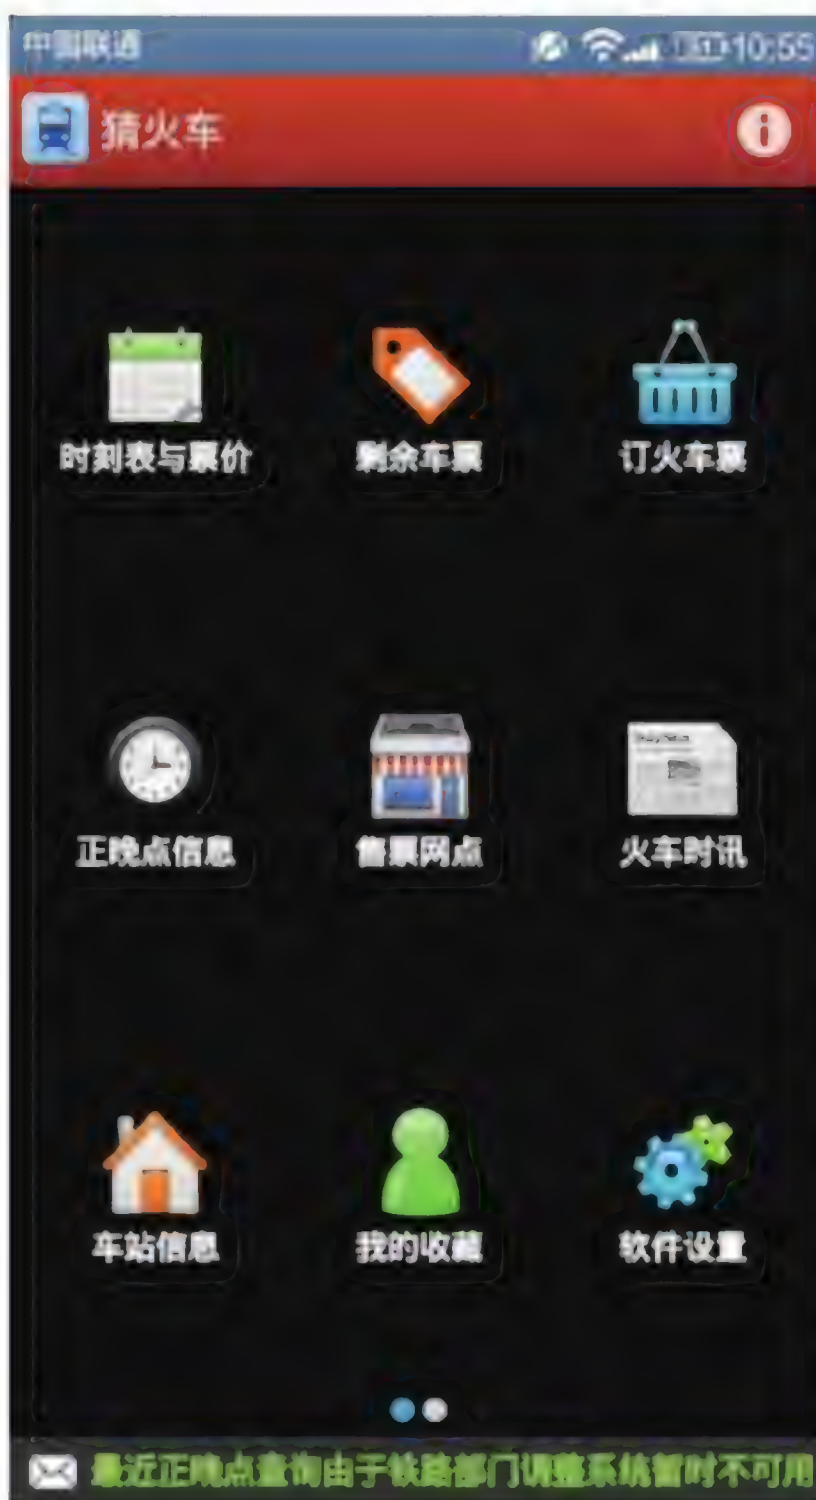 中国联通 10:55
猜火车
时刻表与票价 剩余车票 订火车票
正晚点信息 售票网点 火车时讯
车站信息 我的收藏 软件设置
最近正晚点查询由于铁路部门调整系统暂时不可用